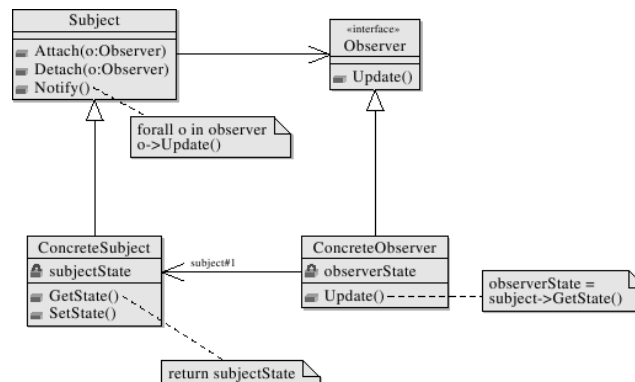 Subject
Attach(o:Observer)
Detach(o:Observer)
Notify()
«interface»
Observer
Update()
forall o in observer
o->Update()
ConcreteSubject
subjectState
GetState()
SetState()
subject#1
ConcreteObserver
observerState
Update()
observerState =
subject->GetState()
return subjectState